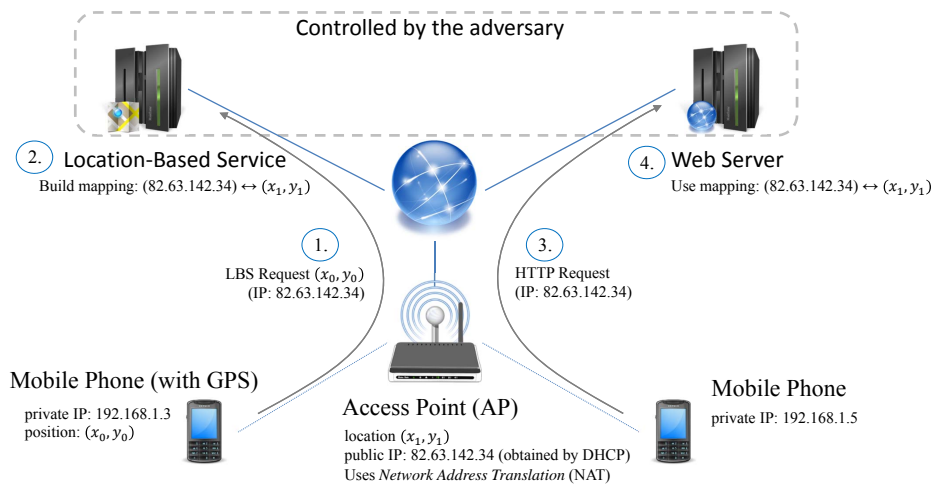 Controlled by the adversary
2. Location-Based Service
Build mapping: (82.63.142.34) ↔ (x₁, y₁)
4. Web Server
Use mapping: (82.63.142.34) ↔ (x₁, y₁)
1.
LBS Request (x₀, y₀)
(IP: 82.63.142.34)
3.
HTTP Request
(IP: 82.63.142.34)
Mobile Phone (with GPS)
private IP: 192.168.1.3
position: (x₀, y₀)
Access Point (AP)
location (x₁, y₁)
public IP: 82.63.142.34 (obtained by DHCP)
Uses Network Address Translation (NAT)
Mobile Phone
private IP: 192.168.1.5